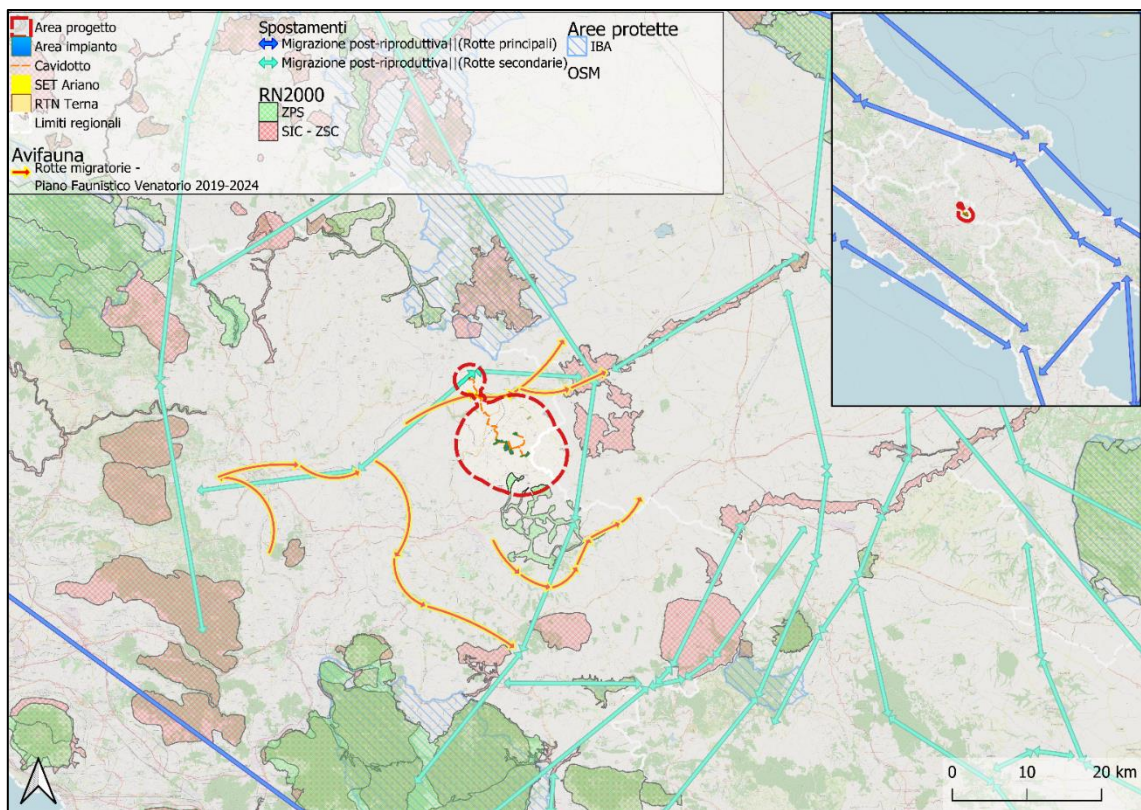 Area progetto
Area impianto
Cavidotto
SET Ariano
RTN Terna
Limiti regionali
Avifauna
Rotte migratorie -
Piano Faunistico Venatorio 2019-2024
Spostamenti
Migrazione post-riproduttiva||(Rotte principali)
Migrazione post-riproduttiva||(Rotte secondarie)
RN2000
ZPS
SIC - ZSC
Aree protette
IBA
OSM
0 10 20 km